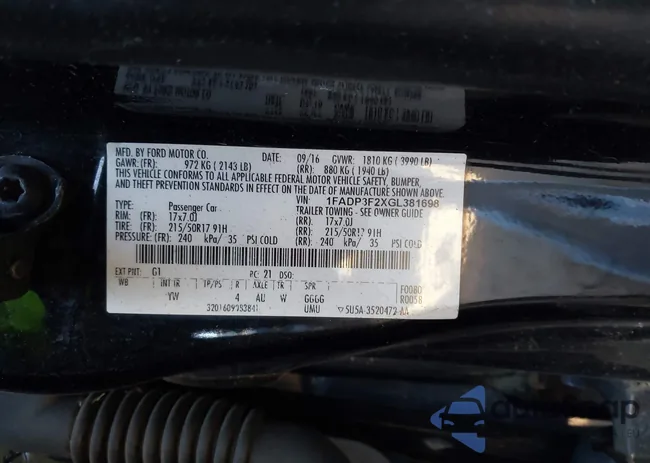 MFD. BY FORD MOTOR CO. DATE: 09/16 GVWR: 1810 KG ( 3990 LB)
GAWR: (FR): 972 KG ( 2143 LB) (RR): 880 KG ( 1940 LB)
THIS VEHICLE CONFORMS TO ALL APPLICABLE FEDERAL MOTOR VEHICLE SAFETY, BUMPER,
AND THEFT PREVENTION STANDARDS IN EFFECT ON THE DATE OF MANUFACTURE SHOWN ABOVE.
VIN: 1FADP3F2XGL381698
TYPE: Passenger Car TRAILER TOWING - SEE OWNER GUIDE
RIM: (FR): 17x7.0J (RR): 17x7.0J
TIRE: (FR): 215/50R17 91H (RR): 215/50R17 91H
PRESSURE: (FR): 240 kPa/ 35 PSI COLD (RR): 240 kPa/ 35 PSI COLD
EXT PNT: G1 RC: 21 DSO: F0080
WB INT TR TP/PS R AXLE TR SPR R0058
YW 4 AU W GGGG
UMU ▽ SU5A-3520472-AA